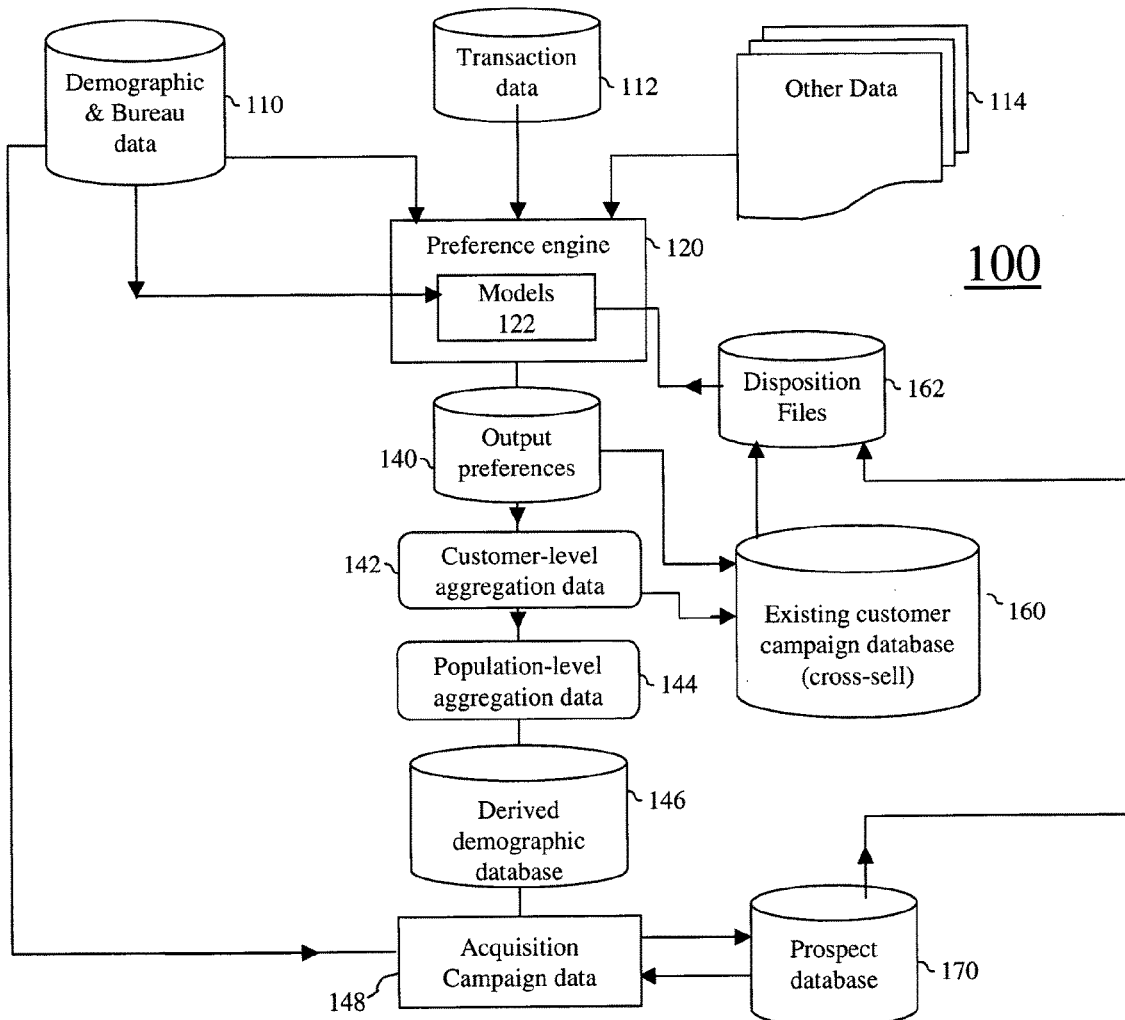 Demographic
& Bureau
data
110
Transaction
data
112
Other Data
114
Preference engine
120
Models
122
100
Disposition
Files
162
Output
preferences
140
Customer-level
aggregation data
142
Existing customer
campaign database
(cross-sell)
160
Population-level
aggregation data
144
Derived
demographic
database
146
Acquisition
Campaign data
148
Prospect
database
170